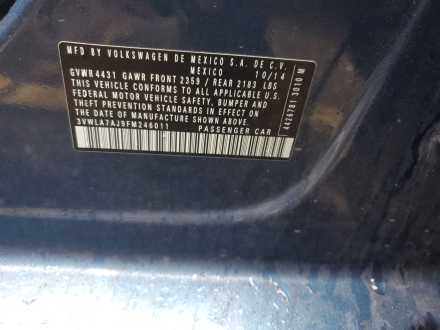 MFD BY VOLKSWAGEN DE MEXICO S.A. DE C.V.
MEXICO 10/14
GVWR 4431 GAWR FRONT 2359 / REAR 2183 LBS
THIS VEHICLE CONFORMS TO ALL APPLICABLE U.S.
FEDERAL MOTOR VEHICLE SAFETY, BUMPER AND
THEFT PREVENTION STANDARDS IN EFFECT ON
THE DATE OF MANUFACTURE SHOWN ABOVE.
3VWLA7AJ9FM246011 PASSENGER CAR
44267813010 M